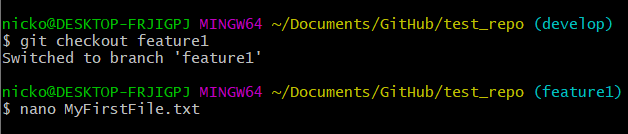 nicko@DESKTOP-FRJIGPJ MINGW64 ~/Documents/GitHub/test_repo (develop)
$ git checkout feature1
Switched to branch 'feature1'
nicko@DESKTOP-FRJIGPJ MINGW64 ~/Documents/GitHub/test_repo (feature1)
$ nano MyFirstFile.txt